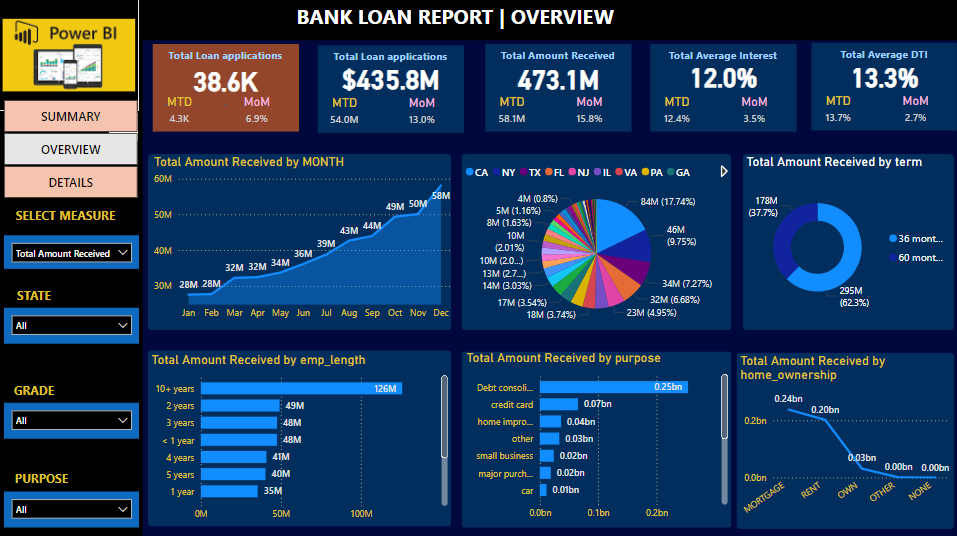 BANK LOAN REPORT | OVERVIEW
Power BI
SUMMARY
OVERVIEW
DETAILS
SELECT MEASURE
Total Amount Received
STATE
All
GRADE
All
PURPOSE
All
Total Loan applications
38.6K
MTD MoM
4.3K 6.9%
Total Loan applications
$435.8M
MTD MoM
54.0M 13.0%
Total Amount Received
473.1M
MTD MoM
58.1M 15.8%
Total Average Interest
12.0%
MTD MoM
12.4% 3.5%
Total Average DTI
13.3%
MTD MoM
13.7% 2.7%
Total Amount Received by MONTH
60M
50M
40M
30M
28M 28M 32M 32M 34M 36M 39M 43M 44M 49M 50M 58M
Jan Feb Mar Apr May Jun Jul Aug Sep Oct Nov Dec
CA NY TX FL NJ IL VA PA GA
84M (17.74%)
46M
(9.75%)
34M (7.27%)
32M (6.68%)
23M (4.95%)
18M (3.74%)
17M (3.54%)
14M (3.03%)
13M (2.7...)
10M (2.0...)
10M
(2.01%)
8M (1.63%)
5M (1.16%)
4M (0.8%)
Total Amount Received by term
178M
(37.7%)
295M
(62.3%)
36 mont...
60 mont...
Total Amount Received by emp_length
10+ years 126M
2 years 49M
3 years 48M
< 1 year 48M
4 years 41M
5 years 40M
1 year 35M
0M 50M 100M
Total Amount Received by purpose
Debt consoli... 0.25bn
credit card 0.07bn
home impro... 0.04bn
other 0.03bn
small business 0.02bn
major purch... 0.02bn
car 0.01bn
0.0bn 0.1bn 0.2bn
Total Amount Received by
home_ownership
0.24bn 0.20bn 0.03bn 0.00bn 0.00bn
0.2bn
0.0bn
MORTGAGE RENT OWN OTHER NONE